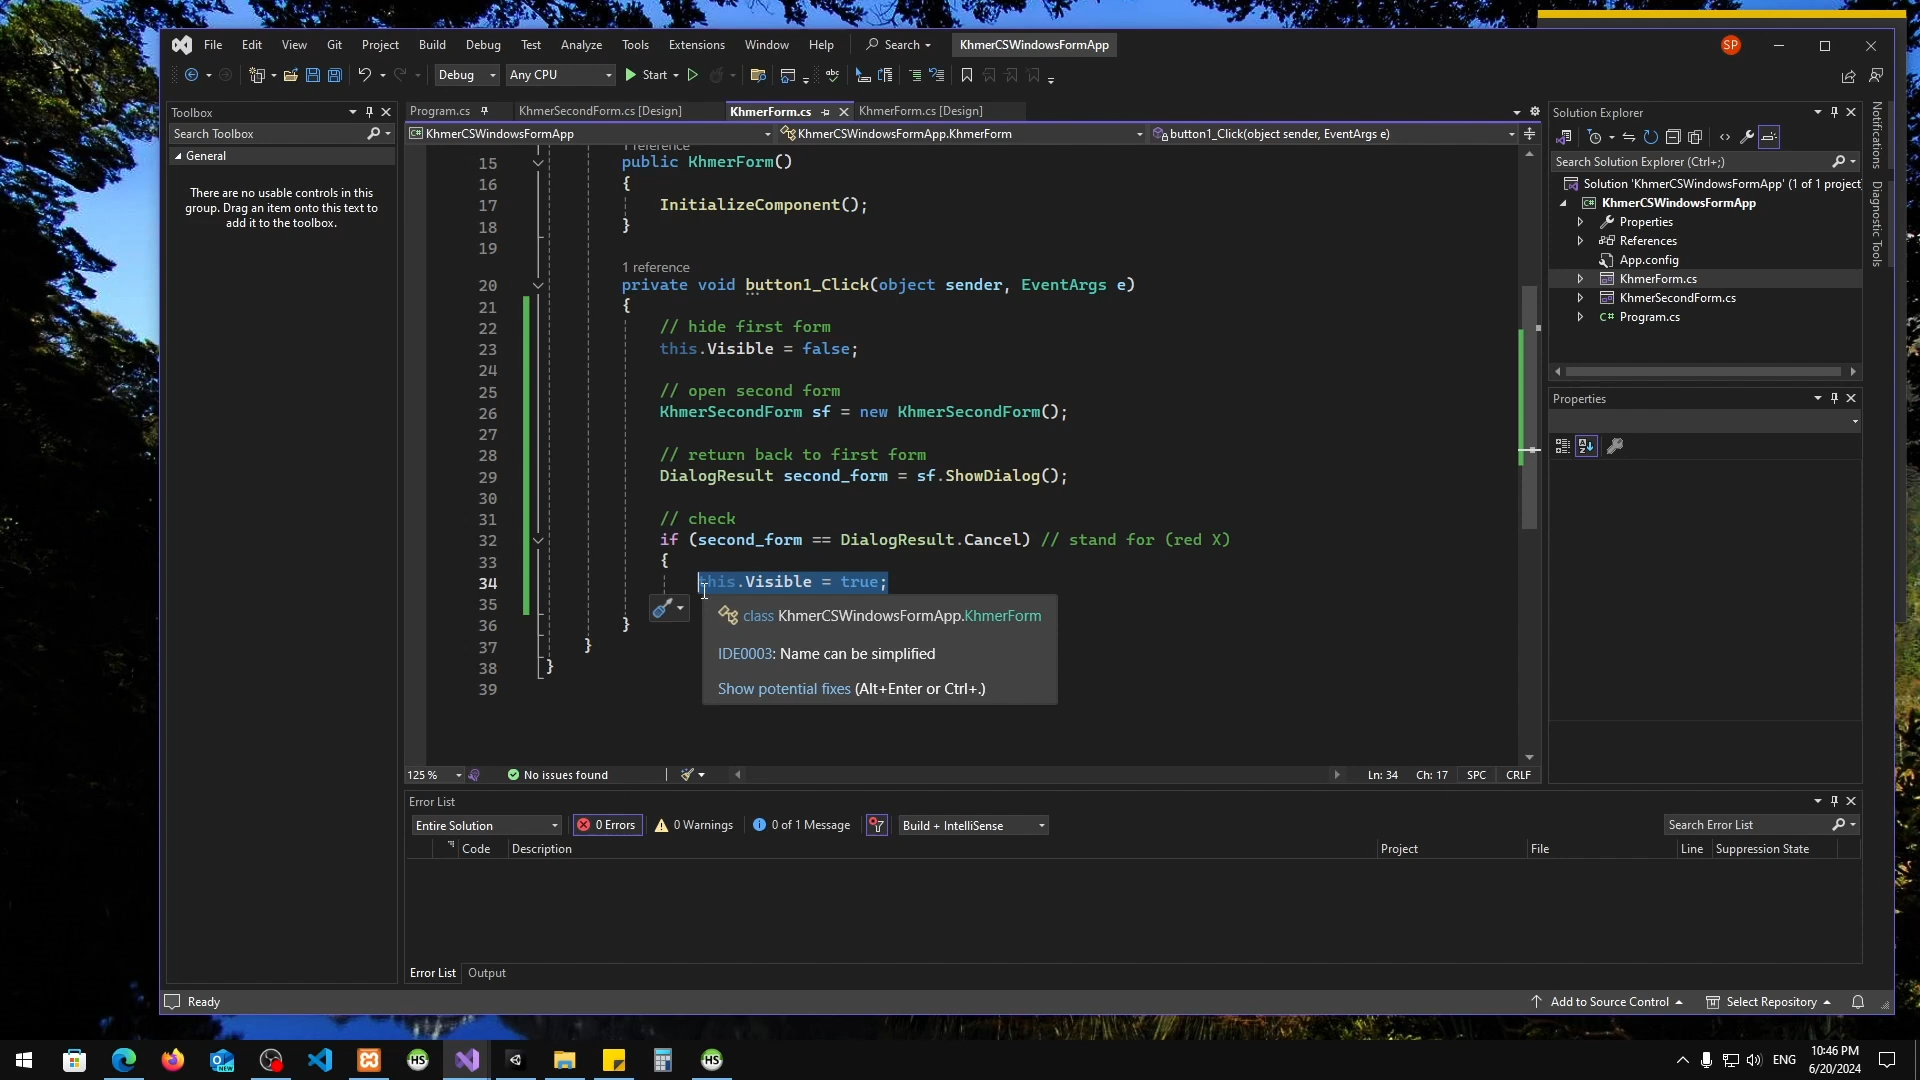 File Edit View Git Project Build Debug Test Analyze Tools Extensions Window Help Search KhmerCSWindowsFormApp SP
Debug Any CPU Start
Toolbox
Search Toolbox
General
There are no usable controls in this
group. Drag an item onto this text to
add it to the toolbox.
Program.cs KhmerSecondForm.cs [Design] KhmerForm.cs KhmerForm.cs [Design]
KhmerCSWindowsFormApp KhmerCSWindowsFormApp.KhmerForm button1_Click(object sender, EventArgs e)
1 reference
15 public KhmerForm()
16 {
17 InitializeComponent();
18 }
19
1 reference
20 private void button1_Click(object sender, EventArgs e)
21 {
22 // hide first form
23 this.Visible = false;
24
25 // open second form
26 KhmerSecondForm sf = new KhmerSecondForm();
27
28 // return back to first form
29 DialogResult second_form = sf.ShowDialog();
30
31 // check
32 if (second_form == DialogResult.Cancel) // stand for (red X)
33 {
34 this.Visible = true;
35
36 }
37 }
38 }
39
class KhmerCSWindowsFormApp.KhmerForm
IDE0003: Name can be simplified
Show potential fixes (Alt+Enter or Ctrl+.)
125 % No issues found Ln: 34 Ch: 17 SPC CRLF
Error List
Entire Solution 0 Errors 0 Warnings 0 of 1 Message Build + IntelliSense Search Error List
Code Description Project File Line Suppression State
Error List Output
Solution Explorer
Search Solution Explorer (Ctrl+;)
Solution 'KhmerCSWindowsFormApp' (1 of 1 project
C# KhmerCSWindowsFormApp
Properties
References
App.config
KhmerForm.cs
KhmerSecondForm.cs
C# Program.cs
Properties
Notifications
Diagnostic Tools
Ready Add to Source Control Select Repository
NEW HS HS ENG 10:46 PM
6/20/2024